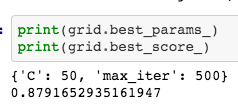 print(grid.best_params_)
print(grid.best_score_)
{'C': 50, 'max_iter': 500}
0.8791652935161947